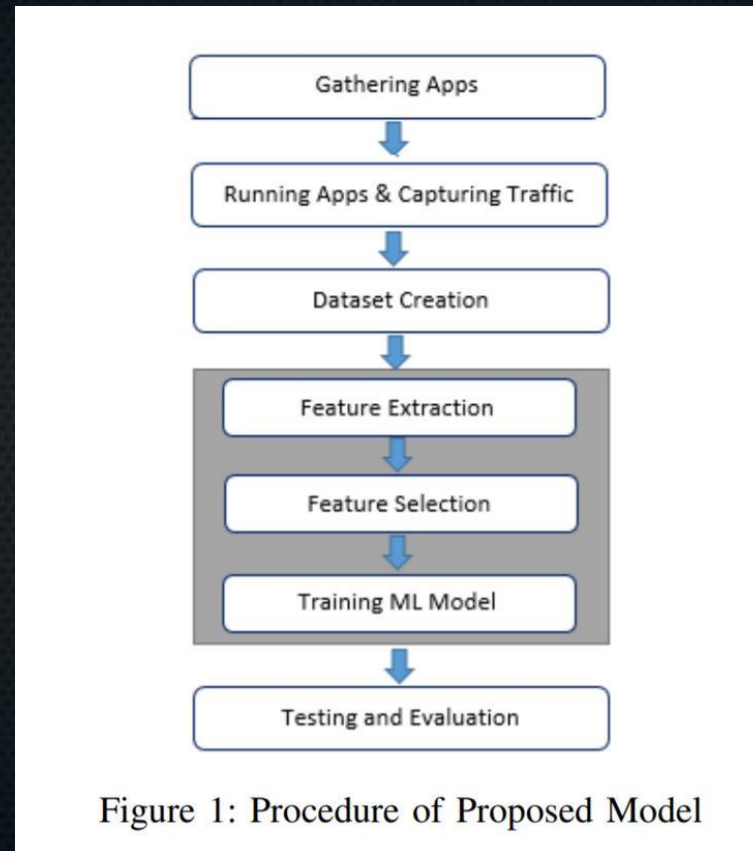 Gathering Apps
Running Apps & Capturing Traffic
Dataset Creation
Feature Extraction
Feature Selection
Training ML Model
Testing and Evaluation
Figure 1: Procedure of Proposed Model